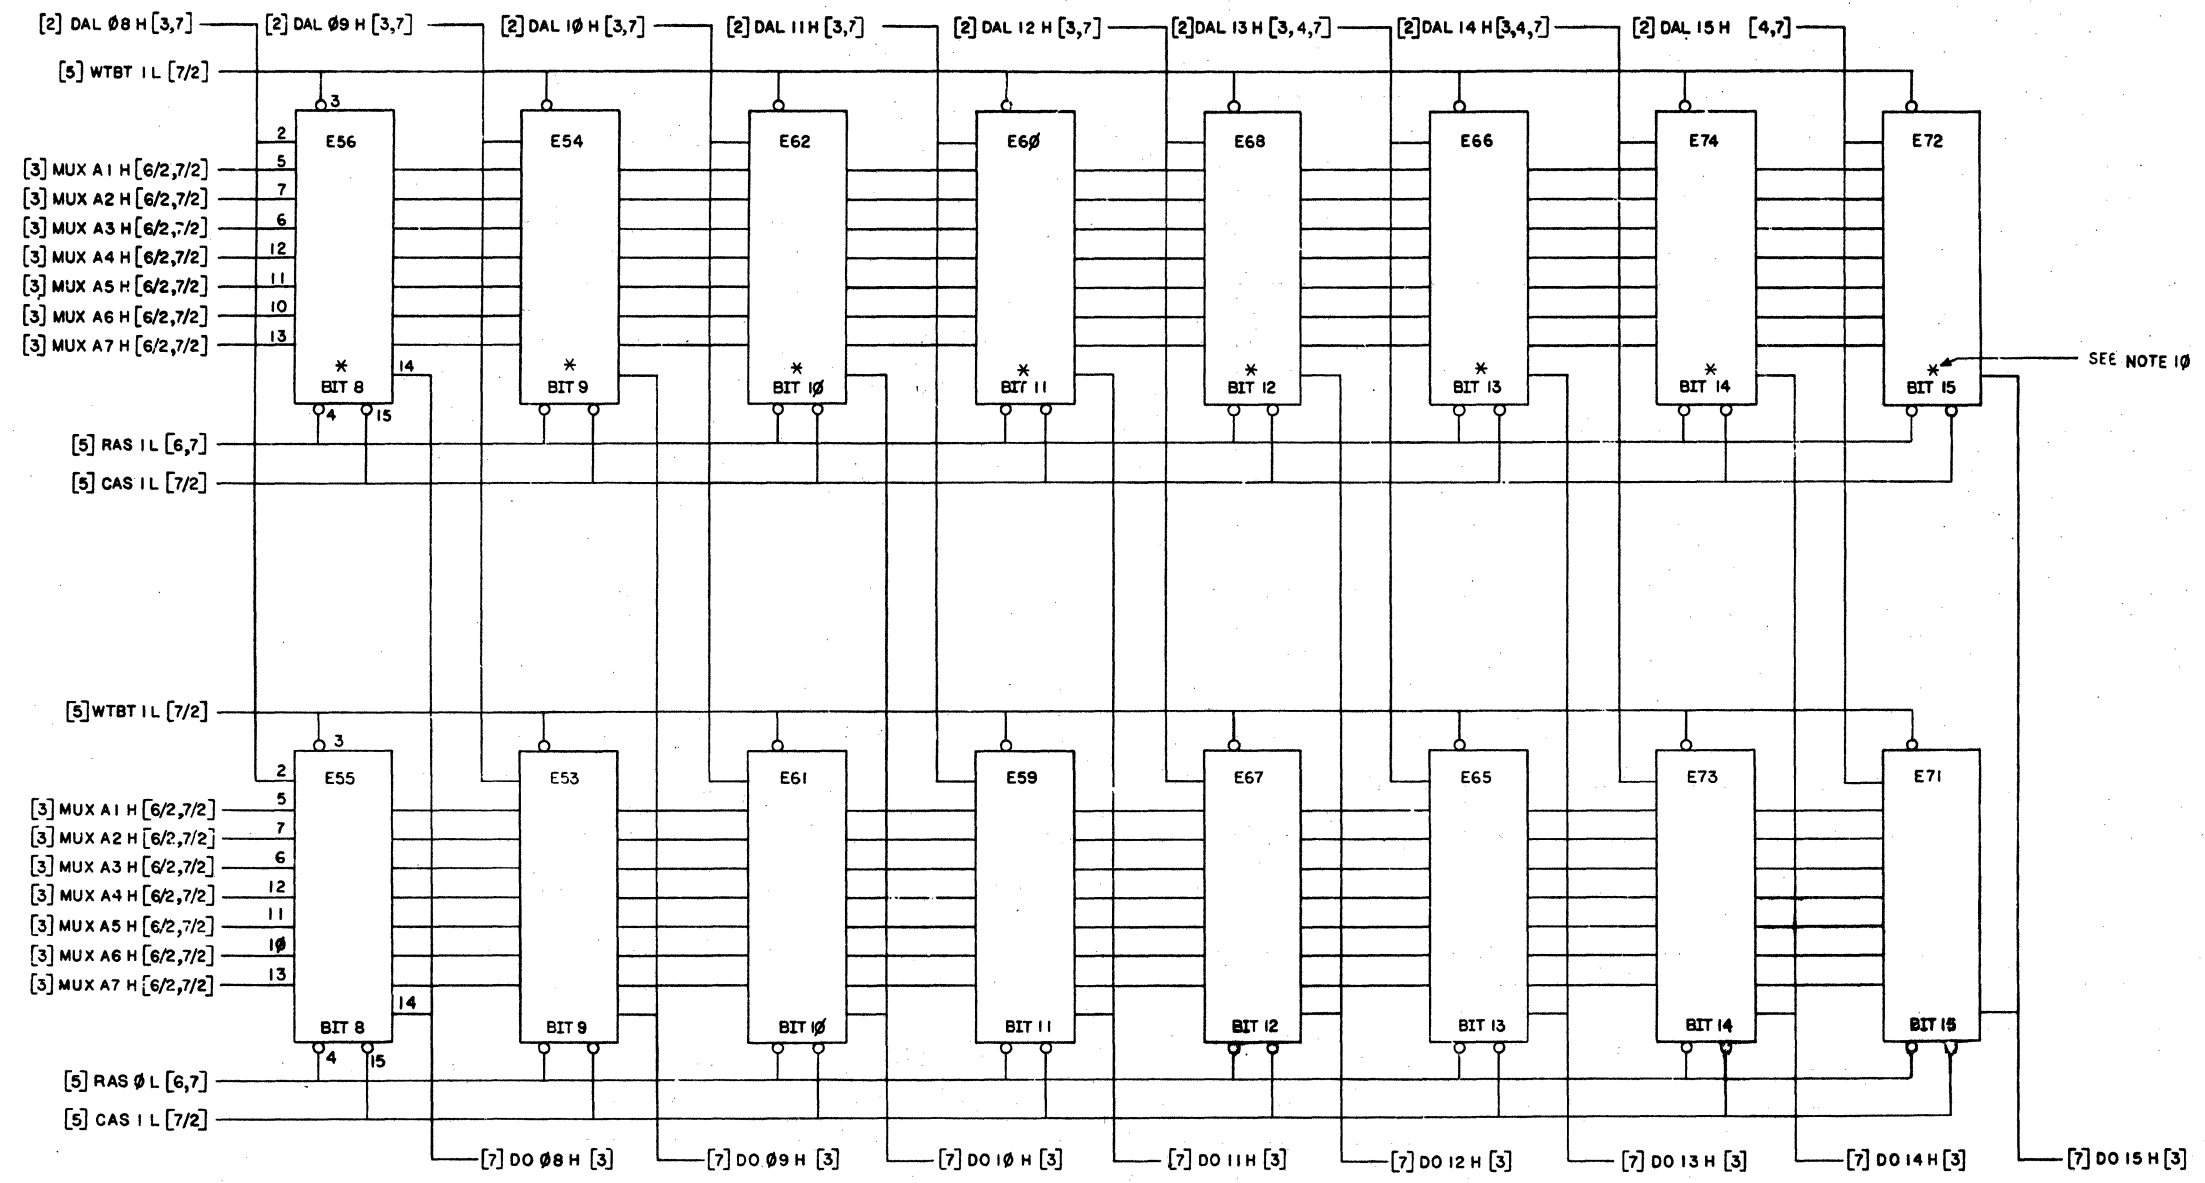 [2] DAL Ø8 H [3,7] [2] DAL Ø9 H [3,7] [2] DAL 1Ø H [3,7] [2] DAL 11 H [3,7] [2] DAL 12 H [3,7] [2] DAL 13 H [3,4,7] [2] DAL 14 H [3,4,7] [2] DAL 15 H [4,7]
[5] WTBT 1 L [7/2]
3
2 E56 E54 E62 E6Ø E68 E66 E74 E72
[3] MUX A1 H [6/2,7/2] 5
[3] MUX A2 H [6/2,7/2] 7
[3] MUX A3 H [6/2,7/2] 6
[3] MUX A4 H [6/2,7/2] 12
[3] MUX A5 H [6/2,7/2] 11
[3] MUX A6 H [6/2,7/2] 10
[3] MUX A7 H [6/2,7/2] 13
* 14 * * * * * * * SEE NOTE 1Ø
BIT 8 BIT 9 BIT 1Ø BIT 11 BIT 12 BIT 13 BIT 14 BIT 15
4 15
[5] RAS 1 L [6,7]
[5] CAS 1 L [7/2]
[5] WTBT 1 L [7/2]
3
2 E55 E53 E61 E59 E67 E65 E73 E71
[3] MUX A1 H [6/2,7/2] 5
[3] MUX A2 H [6/2,7/2] 7
[3] MUX A3 H [6/2,7/2] 6
[3] MUX A4 H [6/2,7/2] 12
[3] MUX A5 H [6/2,7/2] 11
[3] MUX A6 H [6/2,7/2] 1Ø
[3] MUX A7 H [6/2,7/2] 13
14
BIT 8 BIT 9 BIT 1Ø BIT 11 BIT 12 BIT 13 BIT 14 BIT 15
4 15
[5] RAS Ø L [6,7]
[5] CAS 1 L [7/2]
[7] DO Ø8 H [3] [7] DO Ø9 H [3] [7] DO 1Ø H [3] [7] DO 11 H [3] [7] DO 12 H [3] [7] DO 13 H [3] [7] DO 14 H [3] [7] DO 15 H [3]